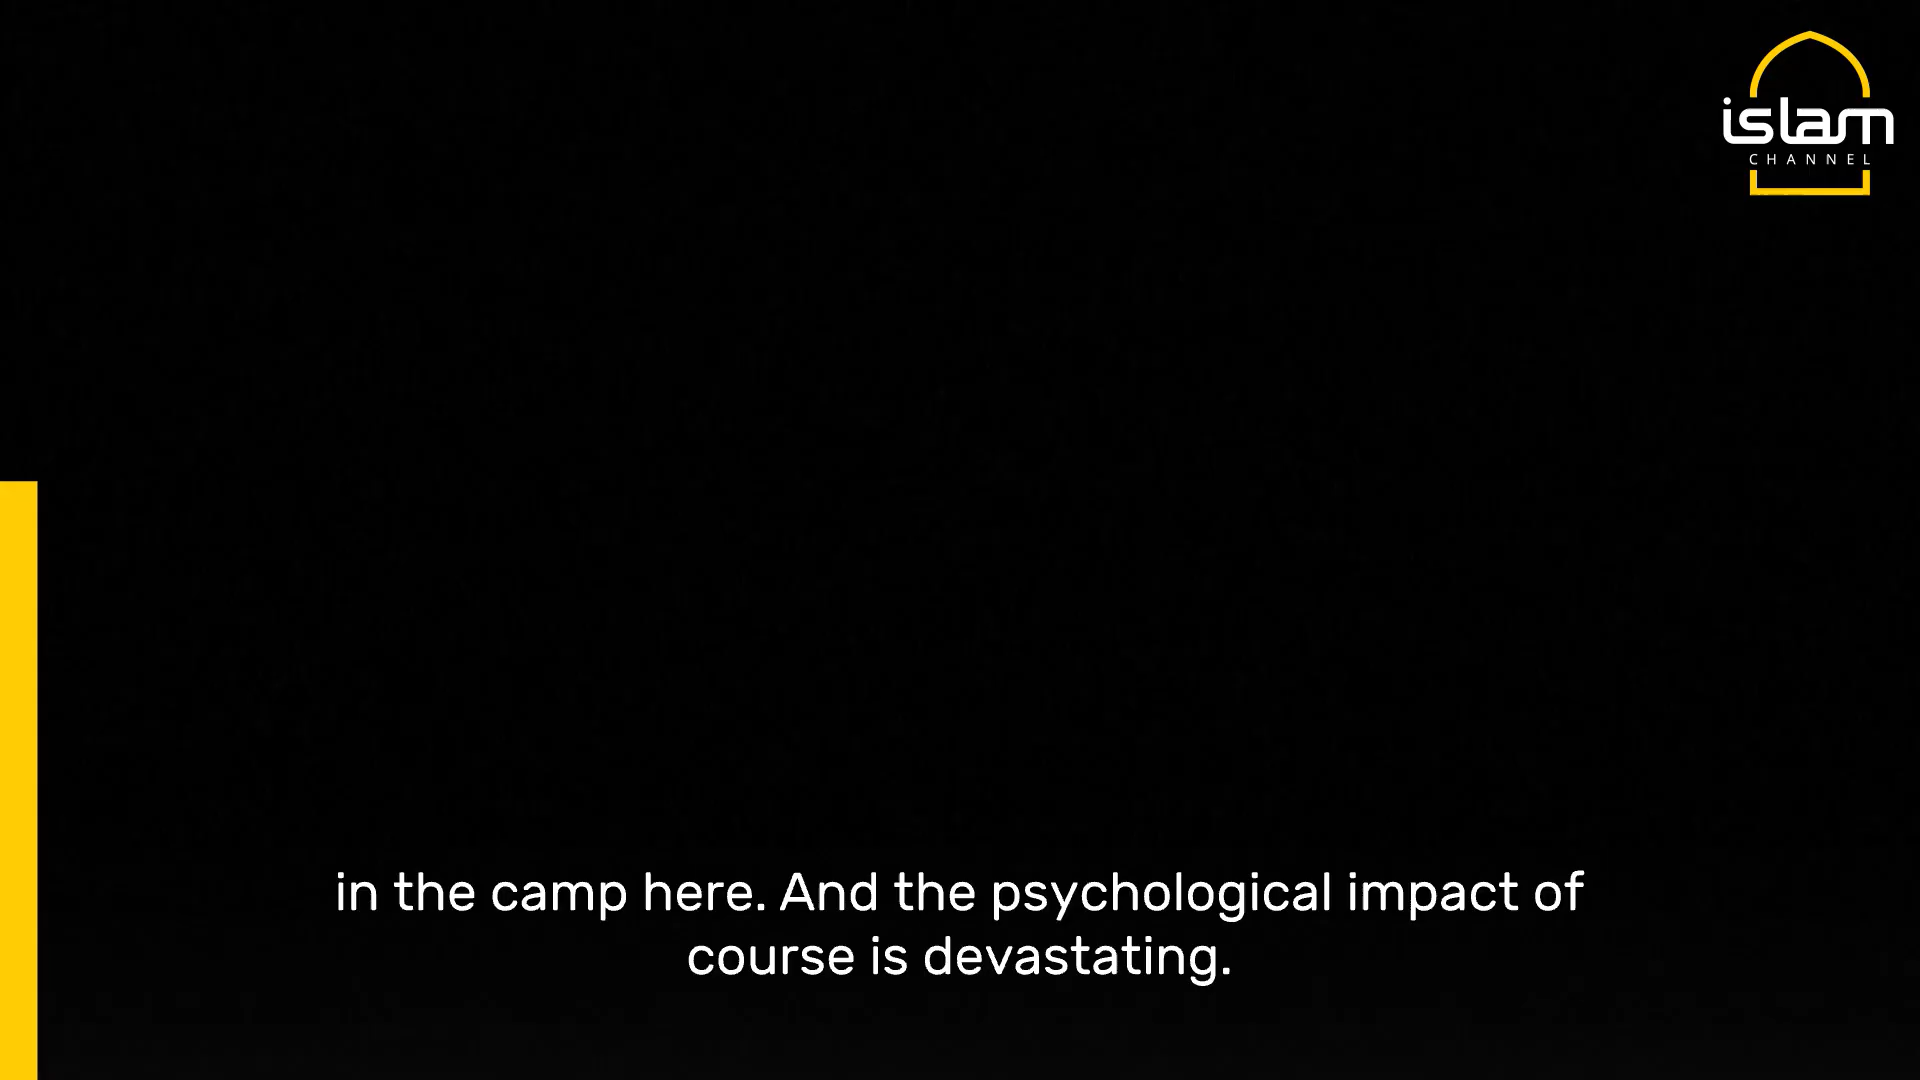 islam
CHANNEL
in the camp here. And the psychological impact of
course is devastating.